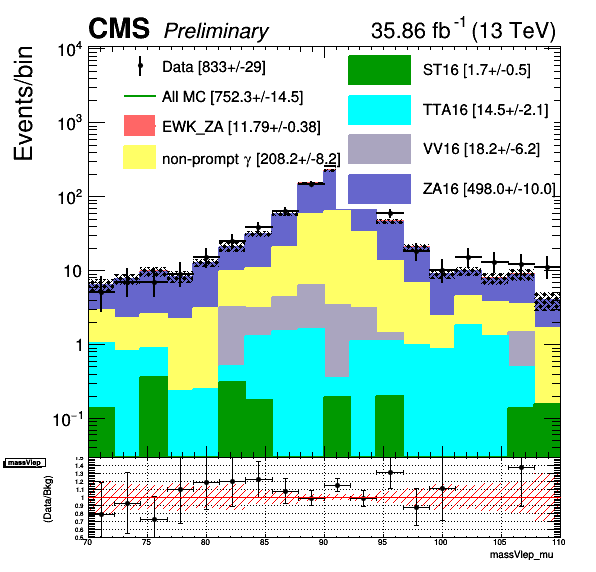 CMS Preliminary 35.86 fb⁻¹ (13 TeV)
Events/bin
10⁴
10³
10²
10
1
10⁻¹
Data [833+/-29]
All MC [752.3+/-14.5]
EWK_ZA [11.79+/-0.38]
non-prompt γ [208.2+/-8.2]
ST16 [1.7+/-0.5]
TTA16 [14.5+/-2.1]
VV16 [18.2+/-6.2]
ZA16 [498.0+/-10.0]
massVlep
(Data/Bkg)
1.5
1.4
1.3
1.2
1.1
1
0.9
0.8
0.7
0.6
0.5
70 75 80 85 90 95 100 105 110
massVlep_mu